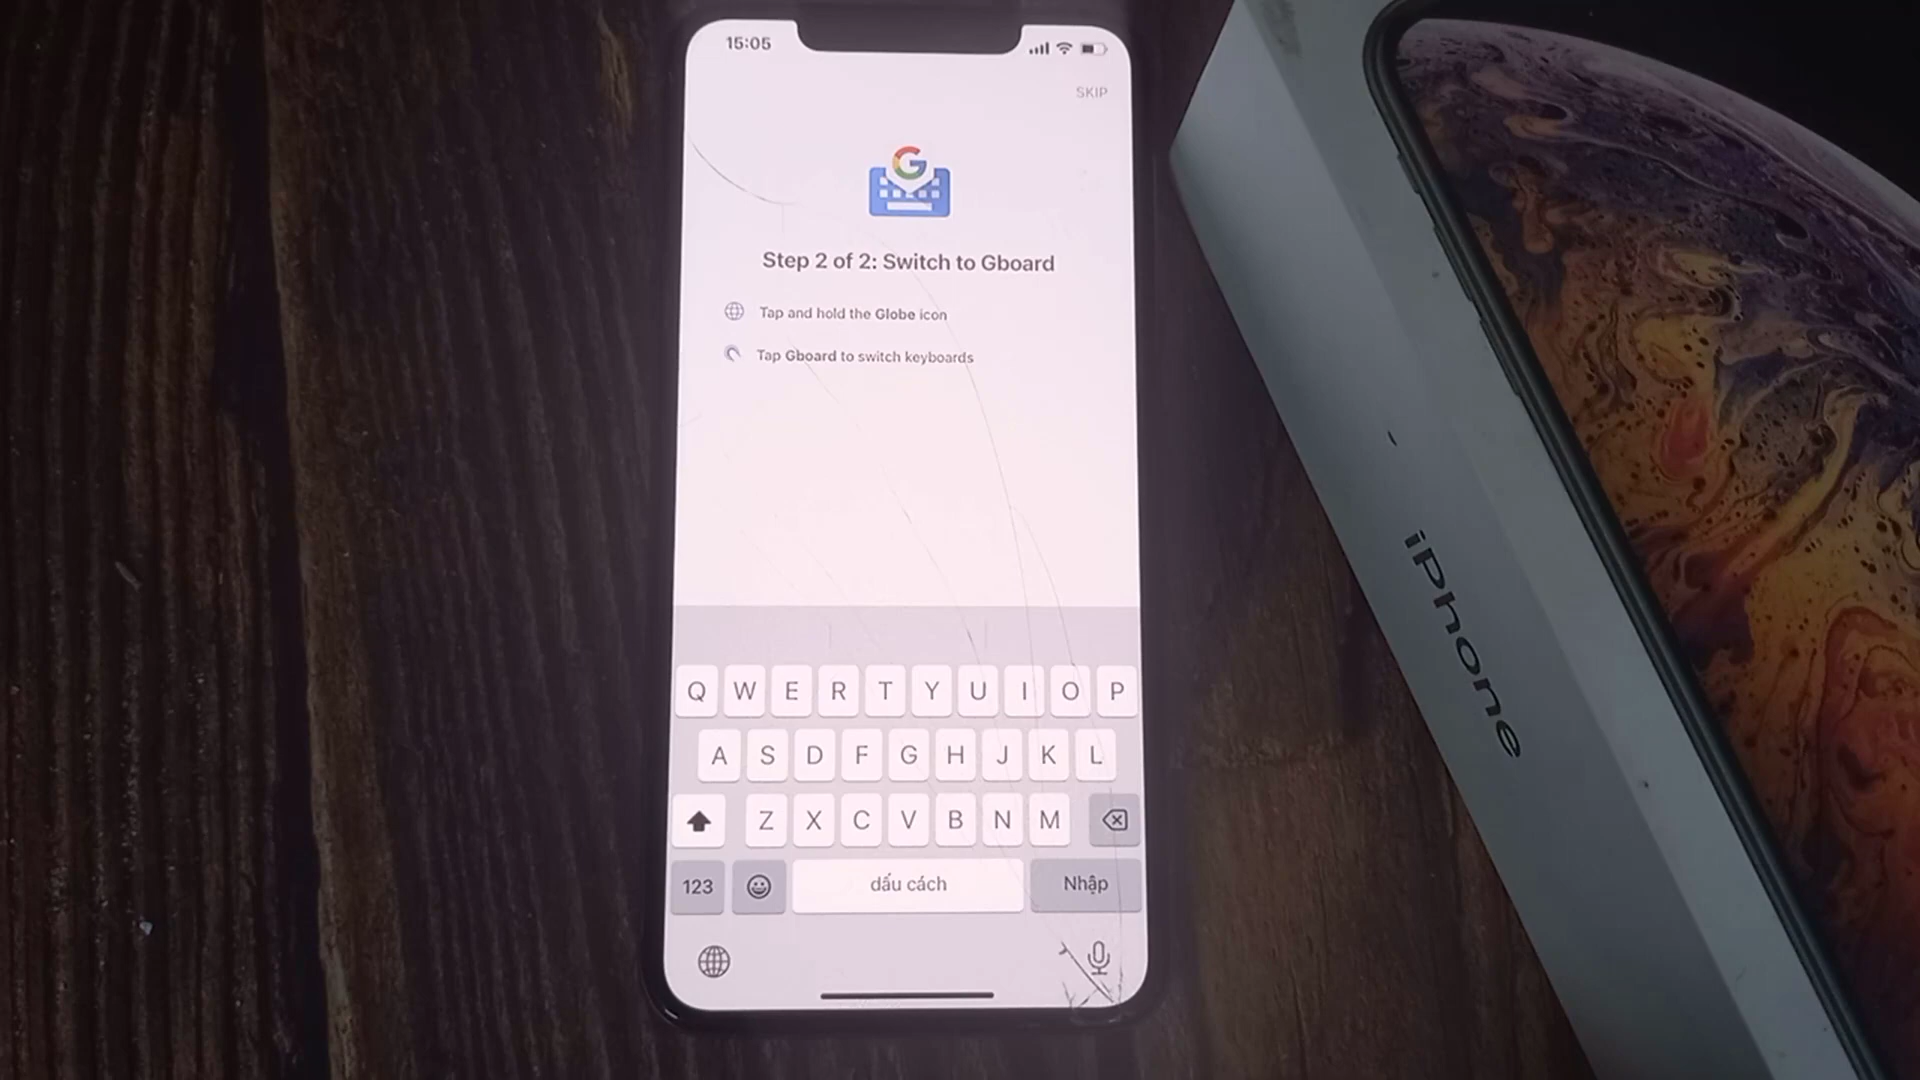 15:05
SKIP
G
Step 2 of 2: Switch to Gboard
Tap and hold the Globe icon
Tap Gboard to switch keyboards
Q W E R T Y U I O P
A S D F G H J K L
Z X C V B N M
123 dấu cách Nhập
iPhone